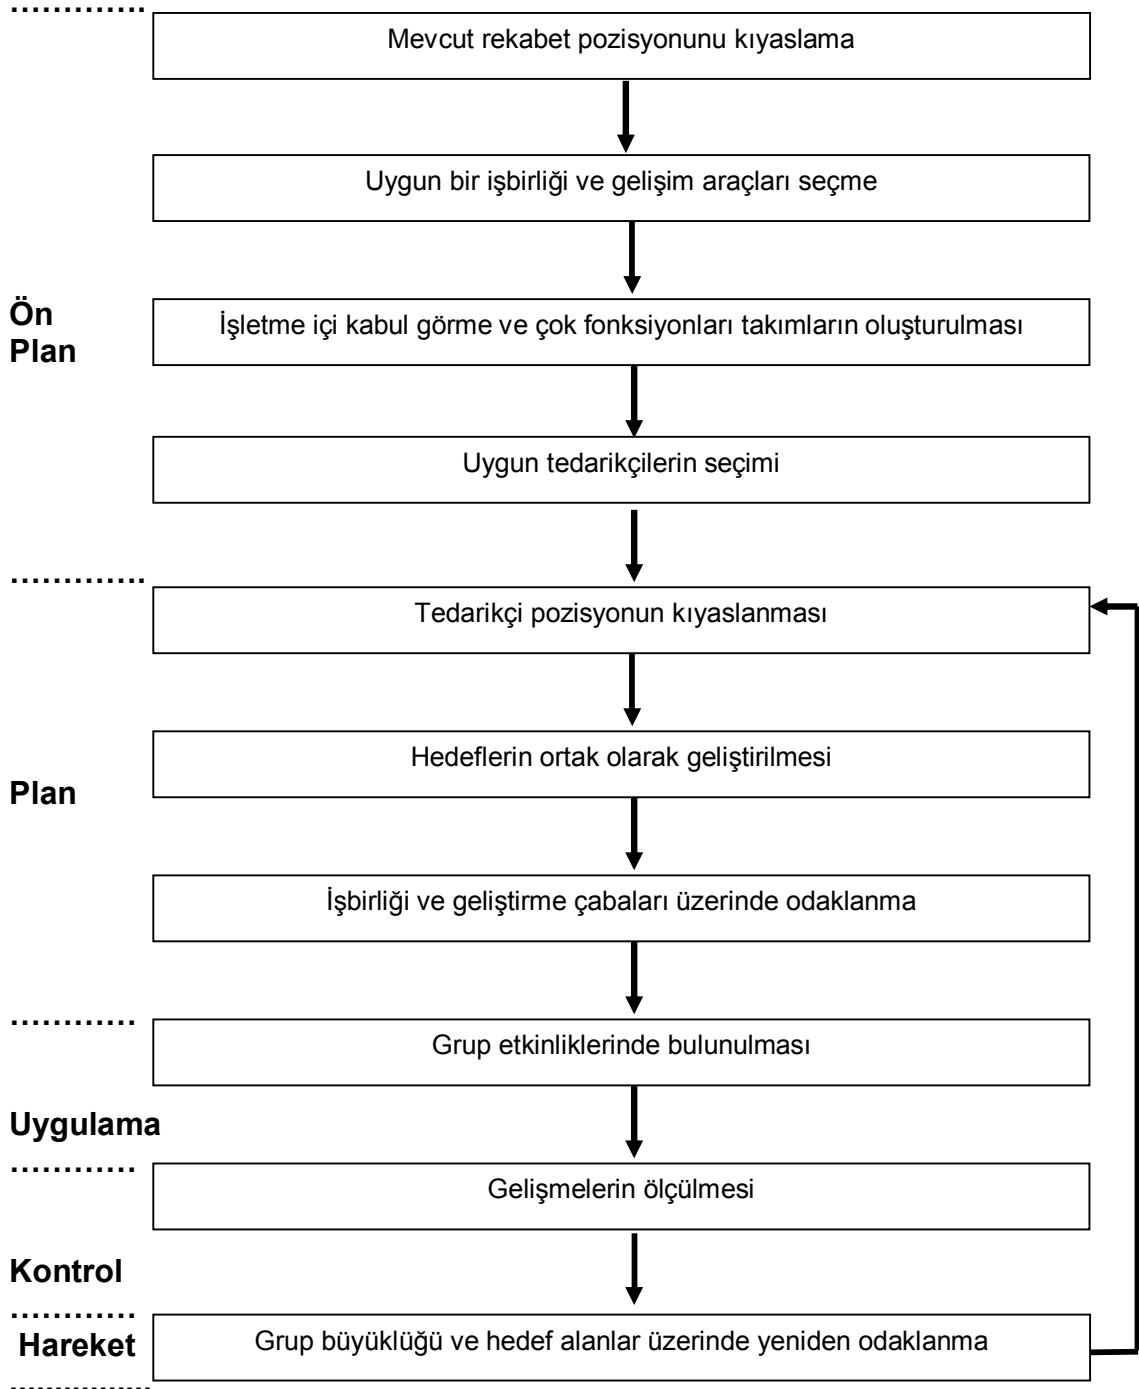 Mevcut rekabet pozisyonunu kıyaslama
Uygun bir işbirliği ve gelişim araçları seçme
Ön
Plan
İşletme içi kabul görme ve çok fonksiyonları takımların oluşturulması
Uygun tedarikçilerin seçimi
Tedarikçi pozisyonun kıyaslanması
Hedeflerin ortak olarak geliştirilmesi
Plan
İşbirliği ve geliştirme çabaları üzerinde odaklanma
Grup etkinliklerinde bulunulması
Uygulama
Gelişmelerin ölçülmesi
Kontrol
Hareket
Grup büyüklüğü ve hedef alanlar üzerinde yeniden odaklanma